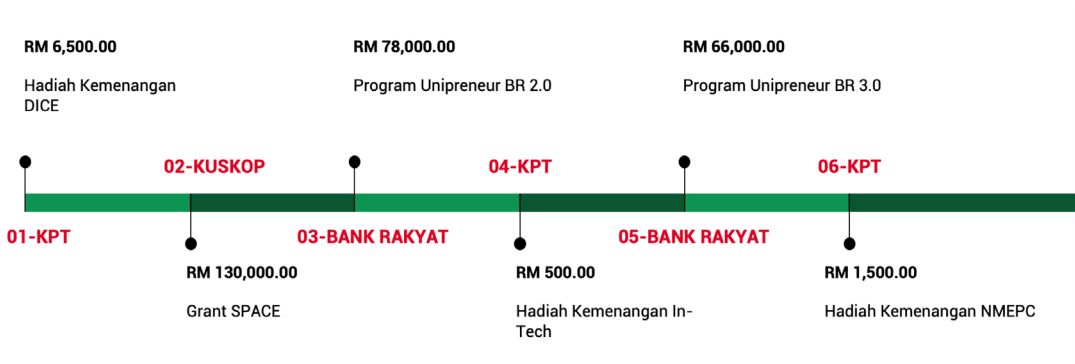 RM 6,500.00
Hadiah Kemenangan
DICE
01-KPT
02-KUSKOP
RM 130,000.00
Grant SPACE
RM 78,000.00
Program Unipreneur BR 2.0
03-BANK RAKYAT
04-KPT
RM 500.00
Hadiah Kemenangan In-
Tech
RM 66,000.00
Program Unipreneur BR 3.0
05-BANK RAKYAT
06-KPT
RM 1,500.00
Hadiah Kemenangan NMEPC